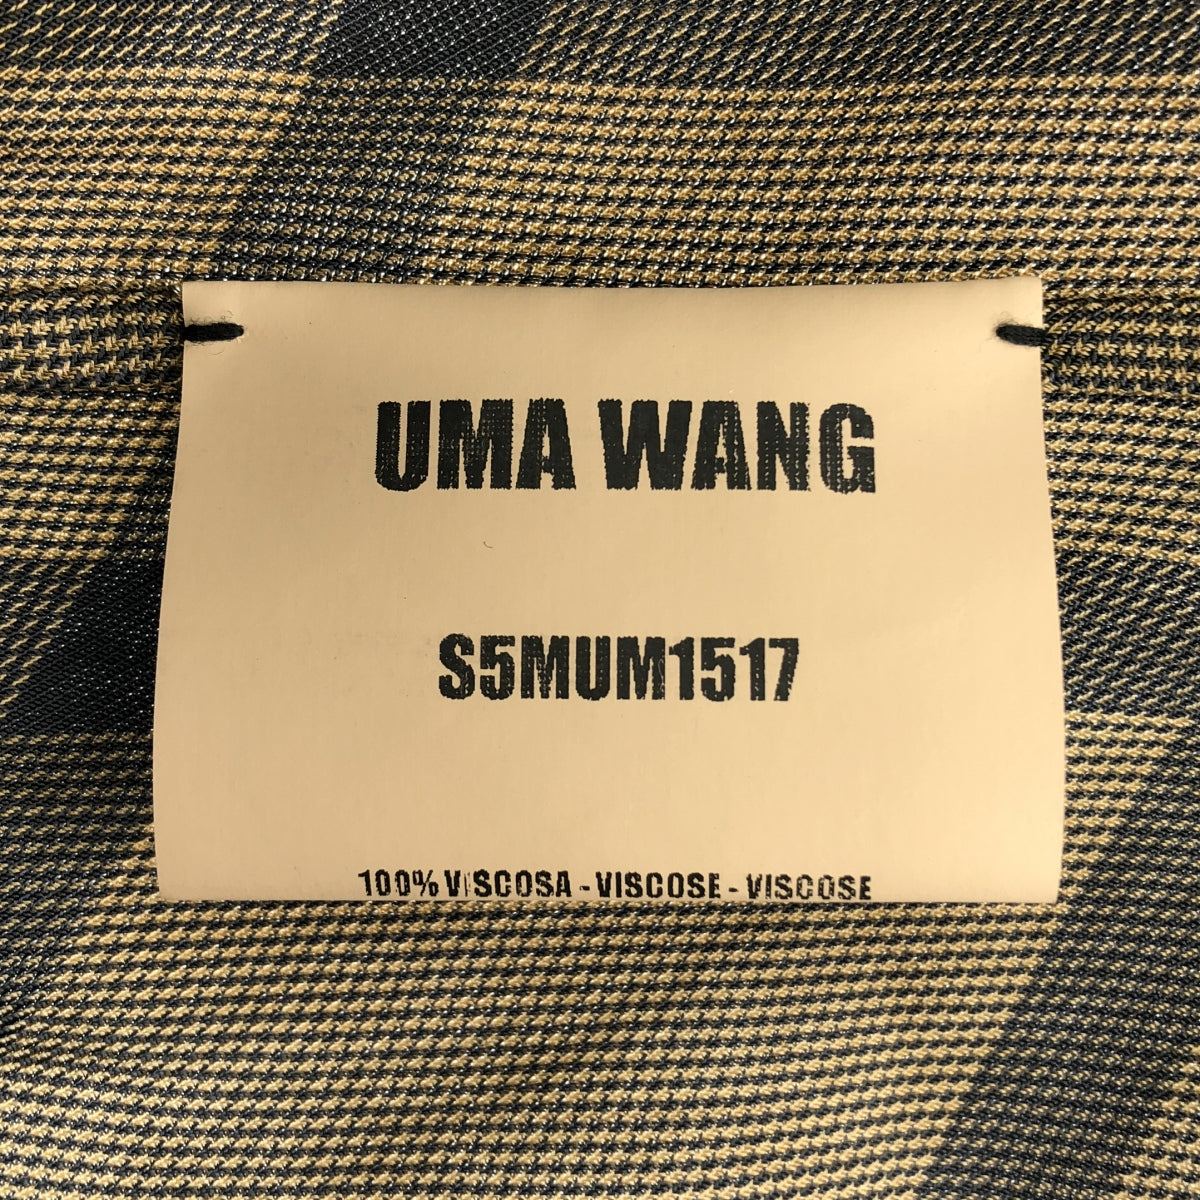 UMA WANG
S5MUM1517
100% VISCOSA - VISCOSE - VISCOSE